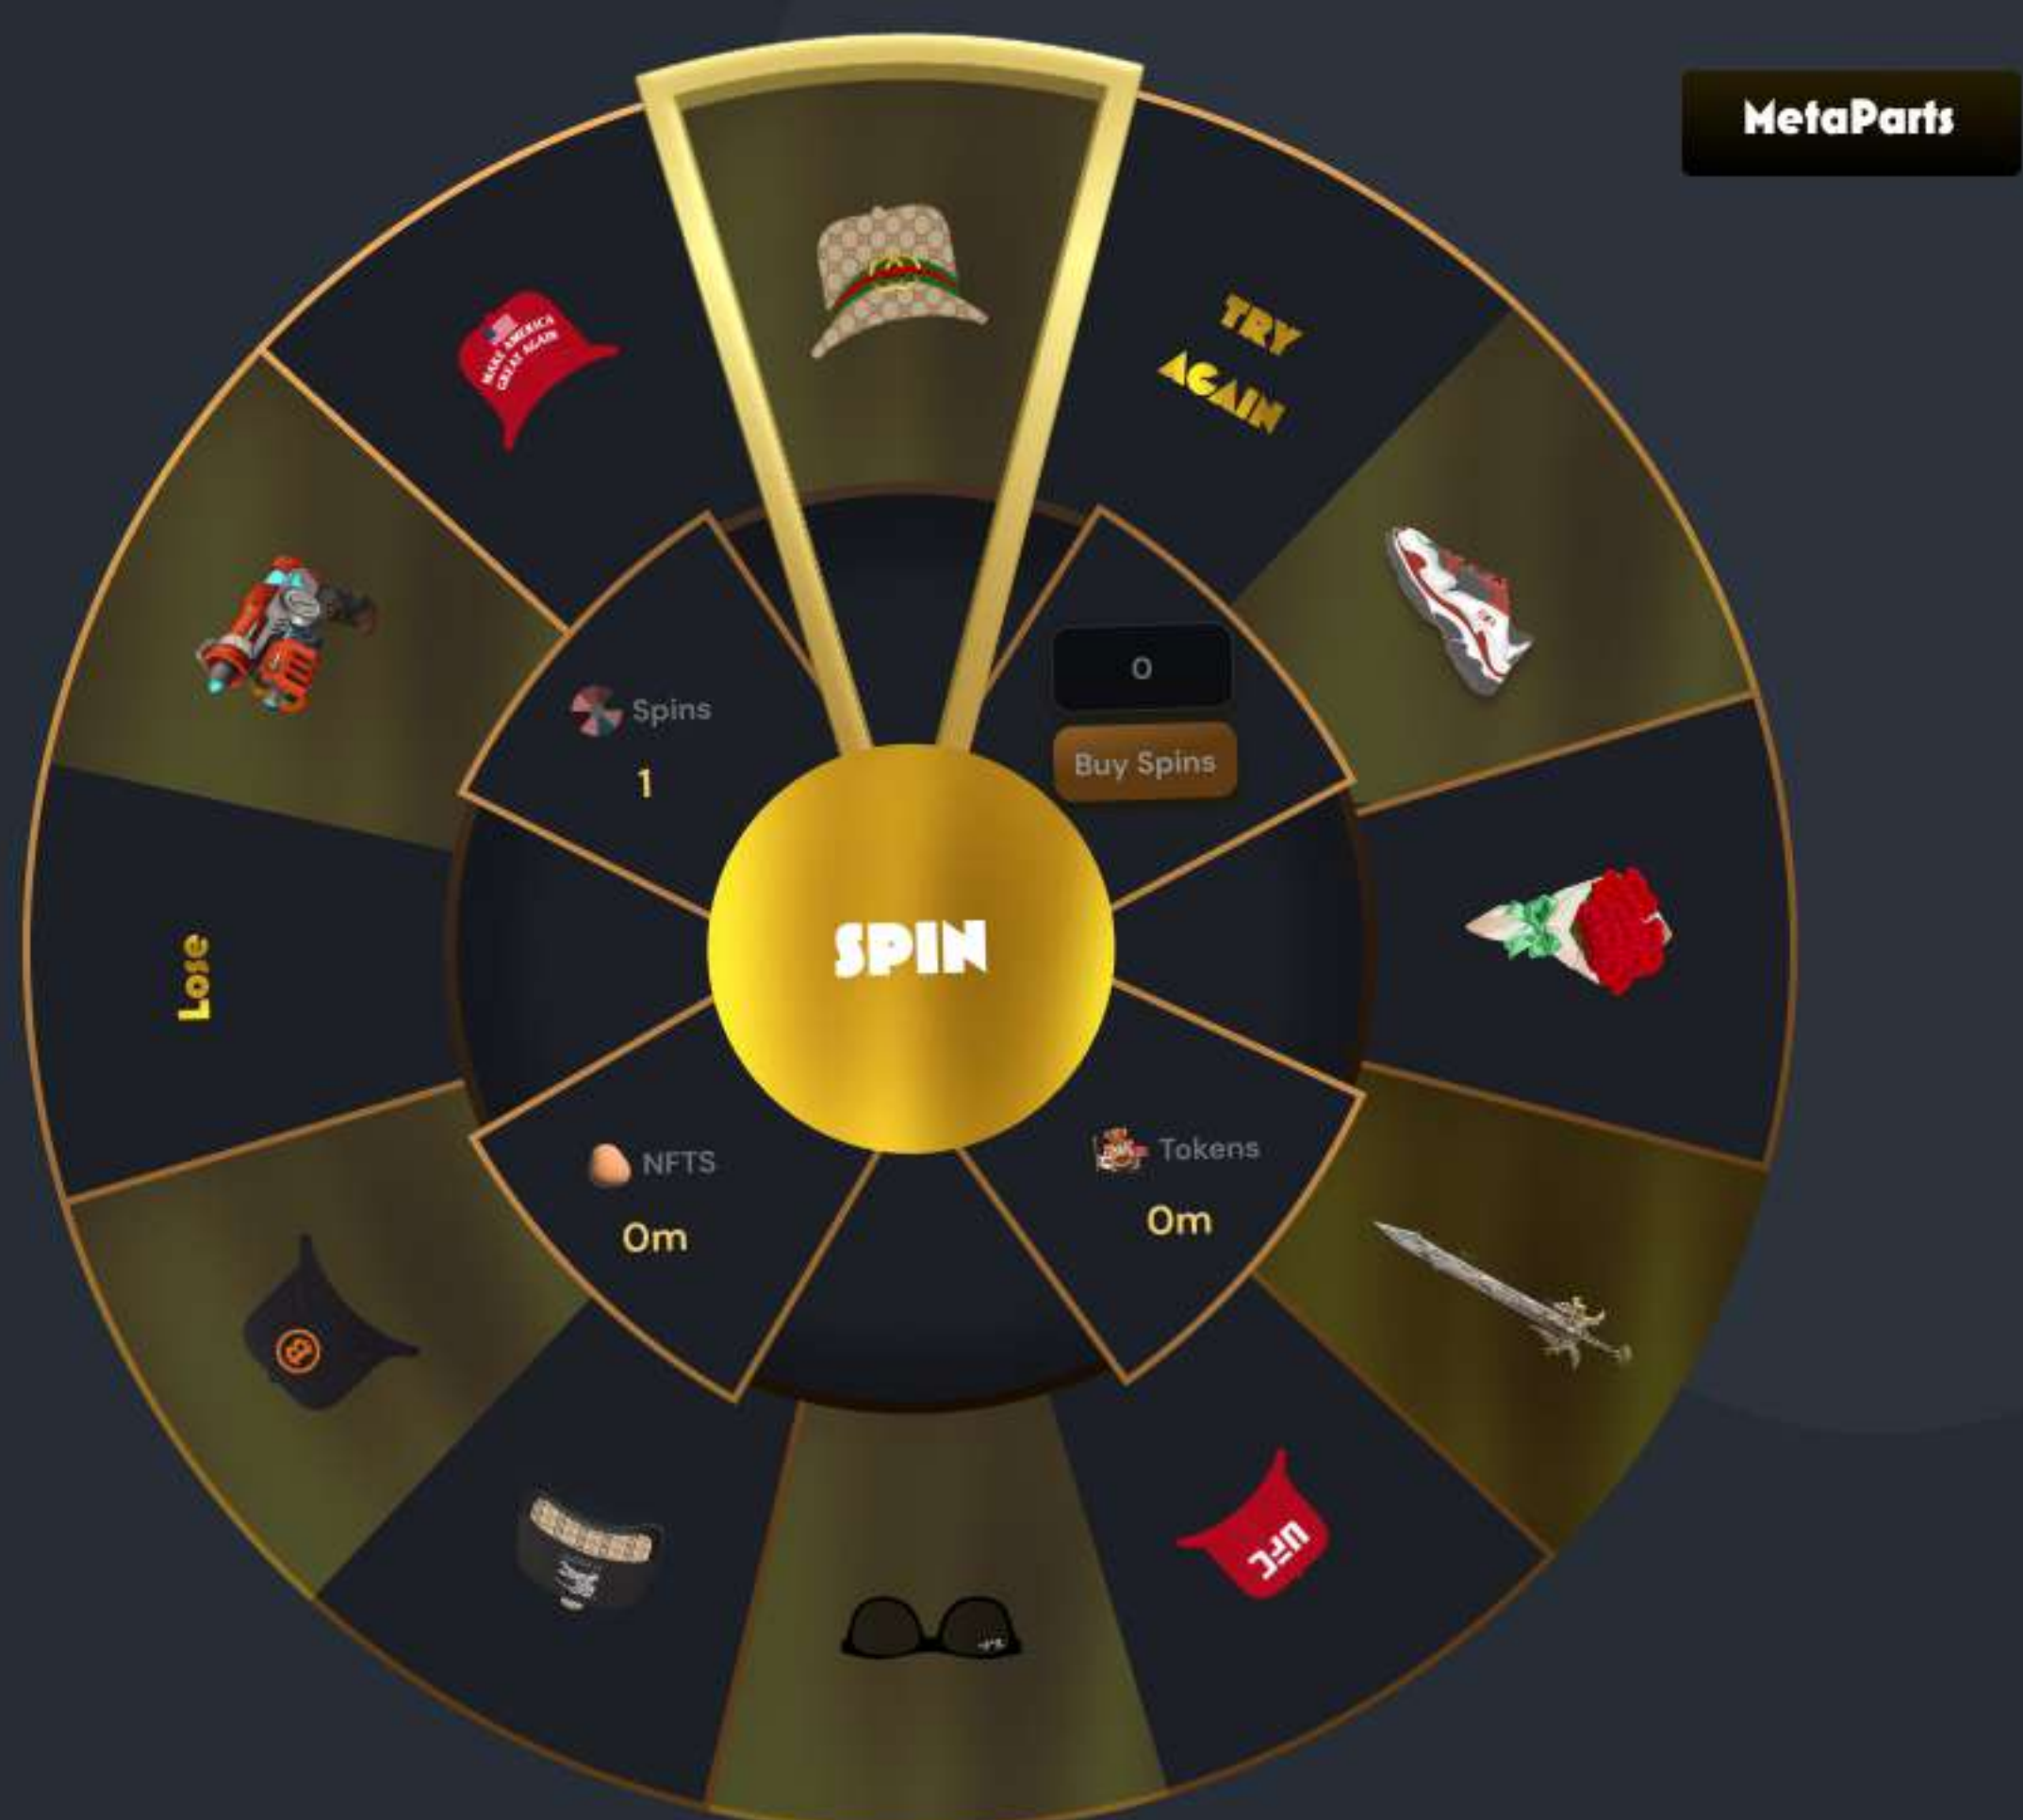 MetaParts
MAKE AMERICA
GREAT AGAIN
TRY
AGAIN
Spins
1
0
Buy Spins
SPIN
Lose
NFTS
0m
Tokens
0m
UFC